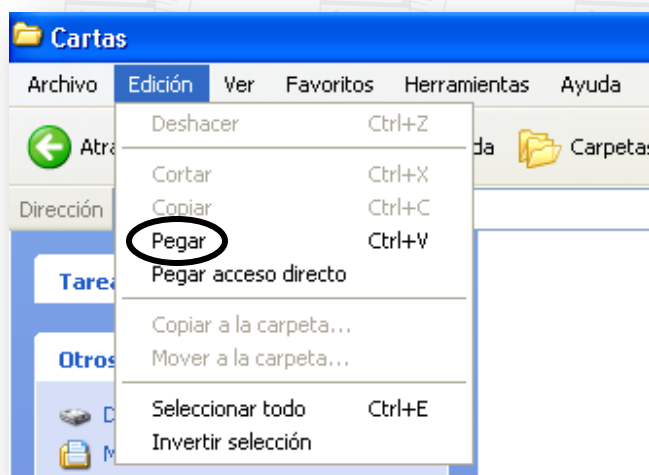 Cartas
Archivo Edición Ver Favoritos Herramientas Ayuda
Deshacer Ctrl+Z
Carpetas
Cortar Ctrl+X
Dirección
Copiar Ctrl+C
Pegar Ctrl+V
Pegar acceso directo
Copiar a la carpeta...
Otros
Mover a la carpeta...
Seleccionar todo Ctrl+E
Invertir selección